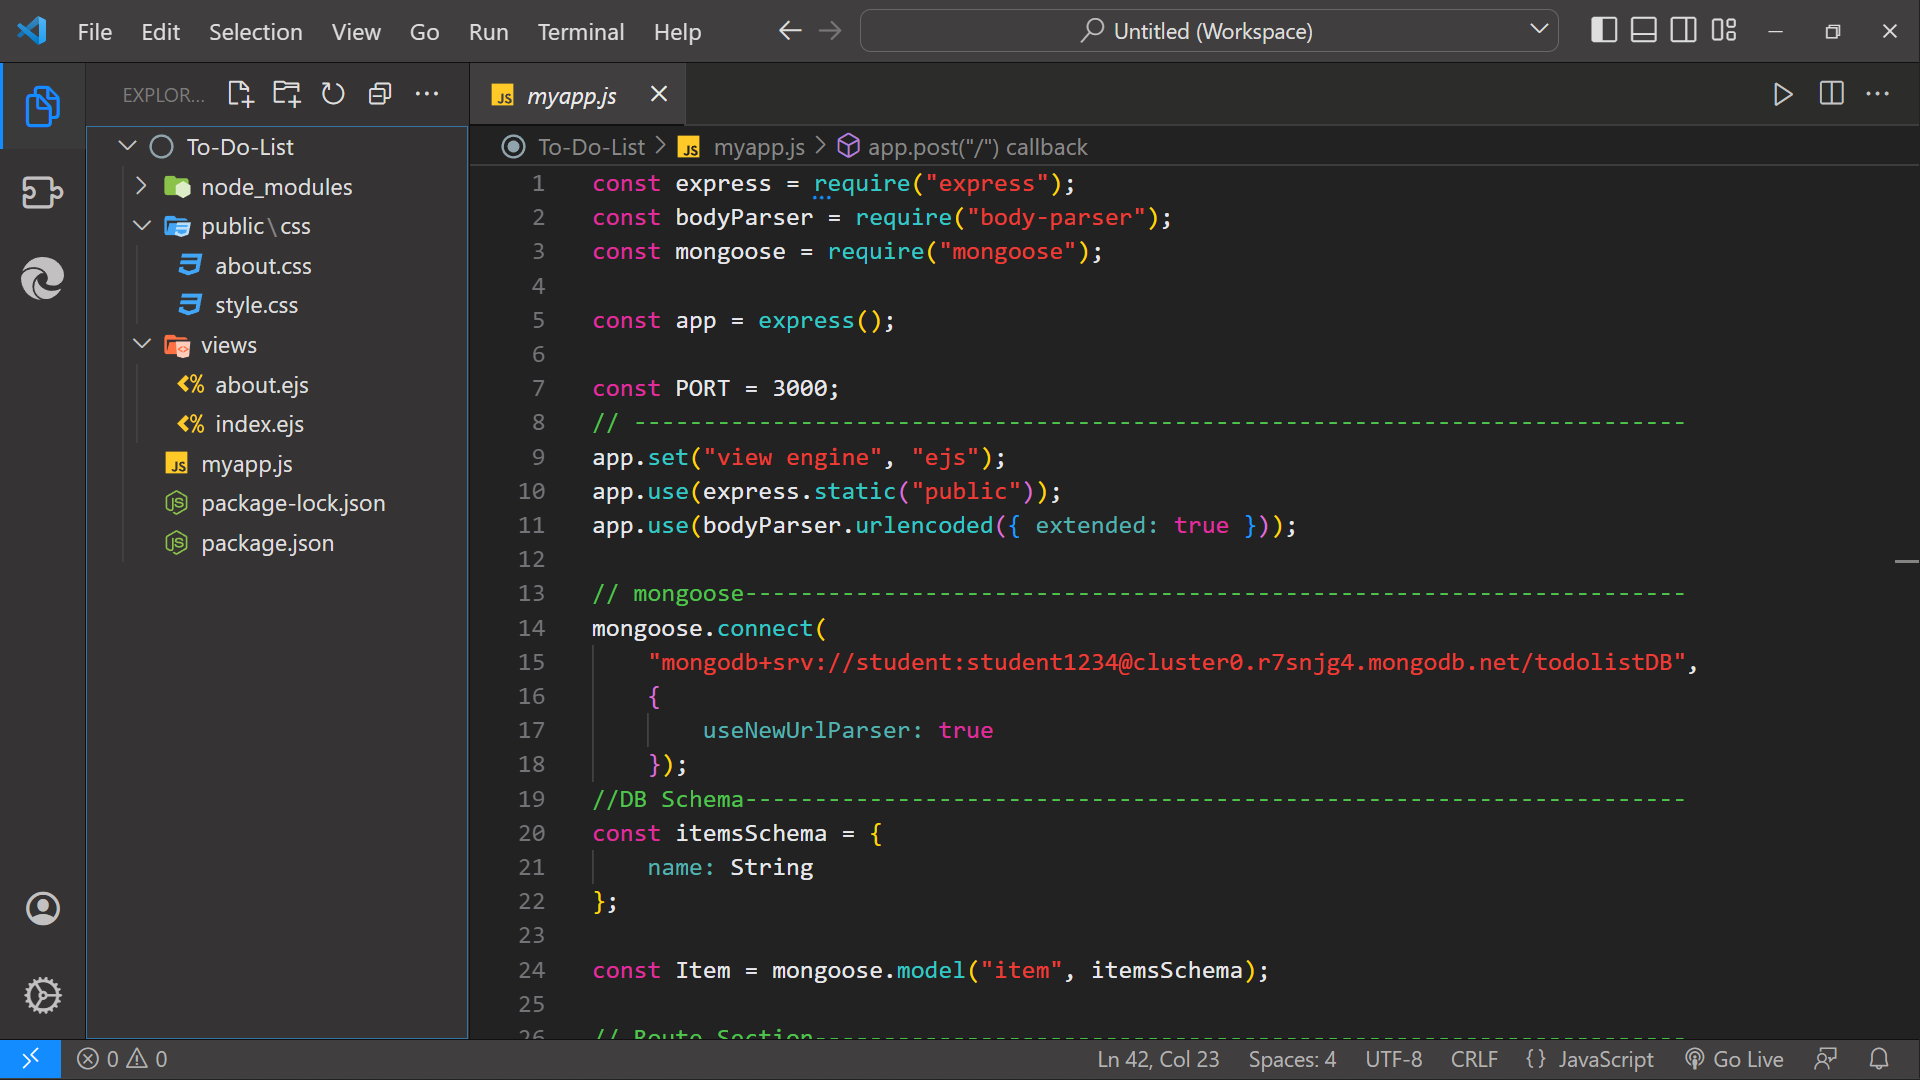 File Edit Selection View Go Run Terminal Help
Untitled (Workspace)
EXPLOR...
To-Do-List
node_modules
public\css
about.css
style.css
views
about.ejs
index.ejs
myapp.js
package-lock.json
package.json
myapp.js
To-Do-List > myapp.js > app.post("/") callback
1 const express = require("express");
2 const bodyParser = require("body-parser");
3 const mongoose = require("mongoose");
4
5 const app = express();
6
7 const PORT = 3000;
8 // ----------------------------------------------------------------------------
9 app.set("view engine", "ejs");
10 app.use(express.static("public"));
11 app.use(bodyParser.urlencoded({ extended: true }));
12
13 // mongoose--------------------------------------------------------------------
14 mongoose.connect(
15 "mongodb+srv://student:student1234@cluster0.r7snjg4.mongodb.net/todolistDB",
16 {
17 useNewUrlParser: true
18 });
19 //DB Schema--------------------------------------------------------------------
20 const itemsSchema = {
21 name: String
22 };
23
24 const Item = mongoose.model("item", itemsSchema);
25
26 // Route Section---------------------------------------------------------------
0 0
Ln 42, Col 23 Spaces: 4 UTF-8 CRLF {} JavaScript Go Live